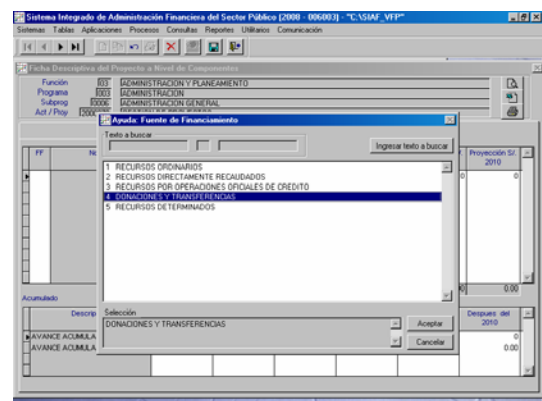 Sistema Integrado de Administración Financiera del Sector Público [2008 - 006003] - "C:\SIAF_VFP"
Sistemas Tablas Aplicaciones Procesos Consultas Reportes Utilitarios Comunicación
Ficha Descriptiva del Proyecto a Nivel de Componentes
Función 03 ADMINISTRACION Y PLANEAMIENTO
Programa 003 ADMINISTRACION
Subprog 0006 ADMINISTRACION GENERAL
Act / Proy
Ayuda: Fuente de Financiamiento
Texto a buscar
Ingresar texto a buscar
FF
Proyección S/.
2010
0
1 RECURSOS ORDINARIOS
2 RECURSOS DIRECTAMENTE RECAUDADOS
3 RECURSOS POR OPERACIONES OFICIALES DE CREDITO
4 DONACIONES Y TRANSFERENCIAS
5 RECURSOS DETERMINADOS
0.00
Acumulado
Descrip
Selección
DONACIONES Y TRANSFERENCIAS
Aceptar
Cancelar
Despues del
2010
AVANCE ACUMULA
0
AVANCE ACUMULA
0.00